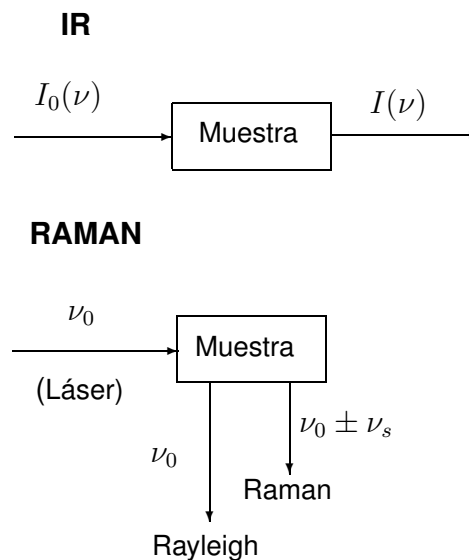 IR
I₀(ν)
Muestra
I(ν)
RAMAN
ν₀
Muestra
(Láser)
ν₀ ± νₛ
ν₀
Raman
Rayleigh